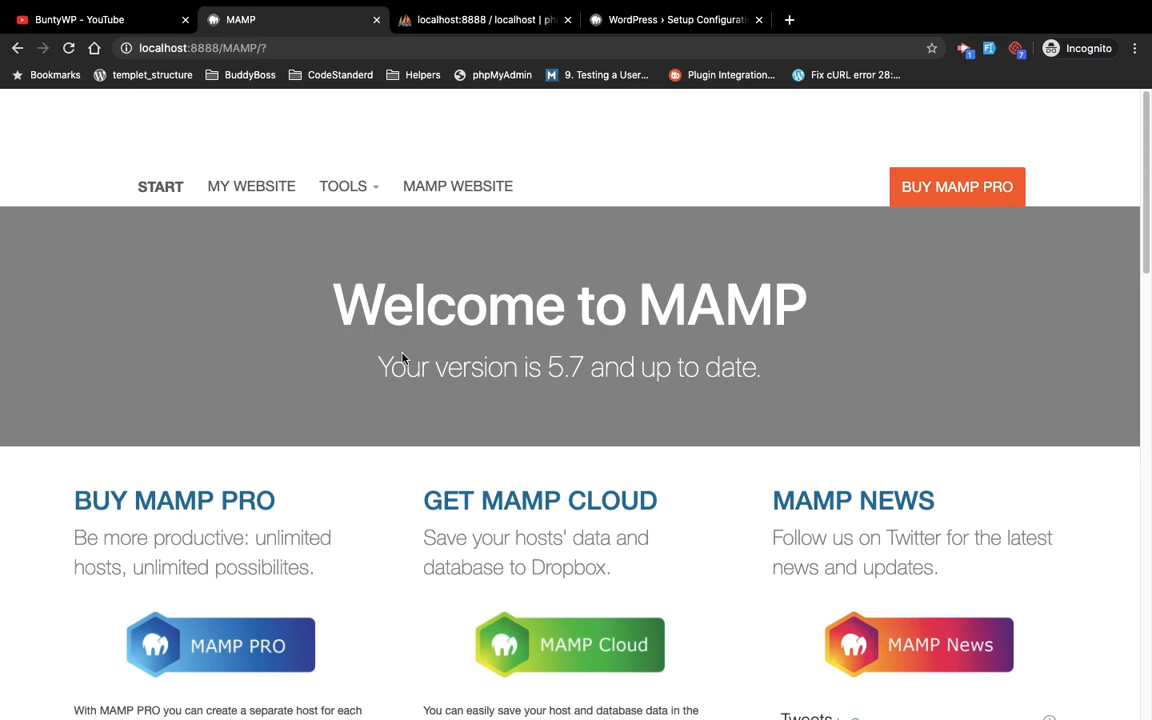 BuntyWP - YouTube
MAMP
localhost:8888 / localhost | ph
WordPress › Setup Configurati
localhost:8888/MAMP/?
Incognito
Bookmarks
templet_structure
BuddyBoss
CodeStanderd
Helpers
phpMyAdmin
9. Testing a User...
Plugin Integration...
Fix cURL error 28:...
START
MY WEBSITE
TOOLS
MAMP WEBSITE
BUY MAMP PRO
Welcome to MAMP
Your version is 5.7 and up to date.
BUY MAMP PRO
Be more productive: unlimited
hosts, unlimited possibilites.
MAMP PRO
With MAMP PRO you can create a separate host for each
GET MAMP CLOUD
Save your hosts' data and
database to Dropbox.
MAMP Cloud
You can easily save your host and database data in the
MAMP NEWS
Follow us on Twitter for the latest
news and updates.
MAMP News
Tweets